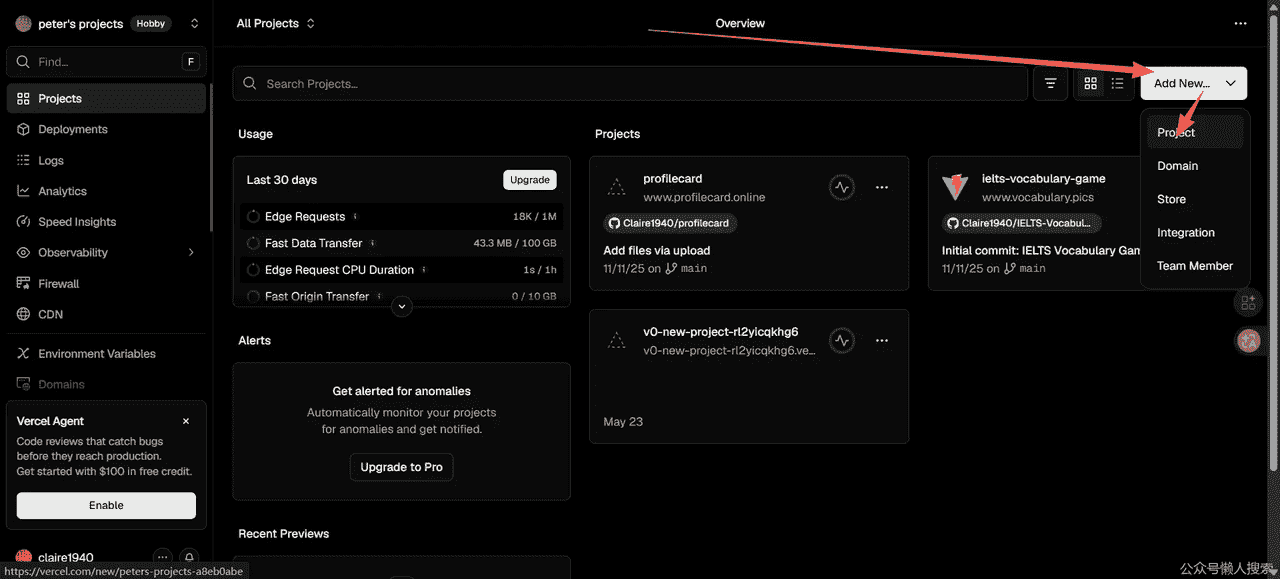 peter's projects Hobby
All Projects
Overview
Find...
F
Search Projects...
Add New...
Projects
Deployments
Logs
Analytics
Speed Insights
Observability
Firewall
CDN
Environment Variables
Domains
Vercel Agent
Code reviews that catch bugs
before they reach production.
Get started with $100 in free credit.
Enable
claire1940
https://vercel.com/new/peters-projects-a8eb0abe
Usage
Last 30 days
Upgrade
Edge Requests 18K / 1M
Fast Data Transfer 43.3 MB / 100 GB
Edge Request CPU Duration 1s / 1h
Fast Origin Transfer 0 / 10 GB
Alerts
Get alerted for anomalies
Automatically monitor your projects
for anomalies and get notified.
Upgrade to Pro
Recent Previews
Projects
profilecard
www.profilecard.online
Claire1940/profilecard
Add files via upload
11/11/25 on main
ielts-vocabulary-game
www.vocabulary.pics
Claire1940/IELTS-Vocabul...
Initial commit: IELTS Vocabulary Gam
11/11/25 on main
v0-new-project-rl2yicqkhg6
v0-new-project-rl2yicqkhg6.ve...
May 23
Project
Domain
Store
Integration
Team Member
公众号懒人搜索